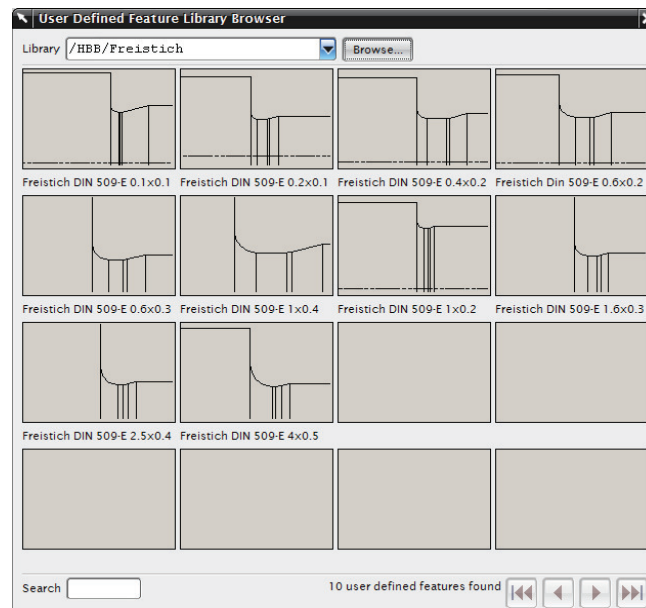 User Defined Feature Library Browser
Library /HBB/Freistich Browse...
Freistich DIN 509-E 0.1x0.1 Freistich DIN 509-E 0.2x0.1 Freistich DIN 509-E 0.4x0.2 Freistich Din 509-E 0.6x0.2
Freistich DIN 509-E 0.6x0.3 Freistich DIN 509-E 1x0.4 Freistich DIN 509-E 1x0.2 Freistich DIN 509-E 1.6x0.3
Freistich DIN 509-E 2.5x0.4 Freistich DIN 509-E 4x0.5
Search 10 user defined features found